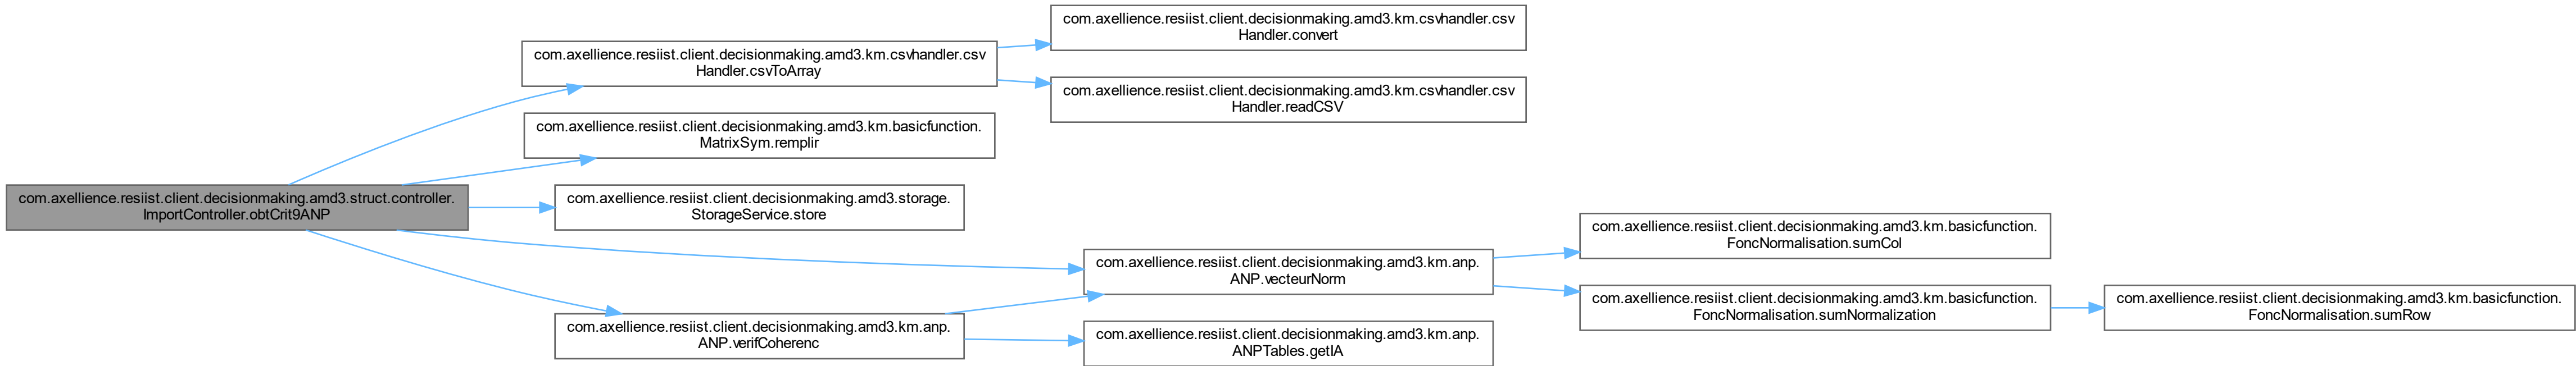 com.axellience.resiist.client.decisionmaking.amd3.struct.controller.
ImportController.obtCrit9ANP
com.axellience.resiist.client.decisionmaking.amd3.km.csvhandler.csv
Handler.csvToArray
com.axellience.resiist.client.decisionmaking.amd3.km.csvhandler.csv
Handler.convert
com.axellience.resiist.client.decisionmaking.amd3.km.csvhandler.csv
Handler.readCSV
com.axellience.resiist.client.decisionmaking.amd3.km.basicfunction.
MatrixSym.remplir
com.axellience.resiist.client.decisionmaking.amd3.storage.
StorageService.store
com.axellience.resiist.client.decisionmaking.amd3.km.anp.
ANP.vecteurNorm
com.axellience.resiist.client.decisionmaking.amd3.km.basicfunction.
FoncNormalisation.sumCol
com.axellience.resiist.client.decisionmaking.amd3.km.basicfunction.
FoncNormalisation.sumNormalization
com.axellience.resiist.client.decisionmaking.amd3.km.basicfunction.
FoncNormalisation.sumRow
com.axellience.resiist.client.decisionmaking.amd3.km.anp.
ANP.verifCoherenc
com.axellience.resiist.client.decisionmaking.amd3.km.anp.
ANPTables.getIA